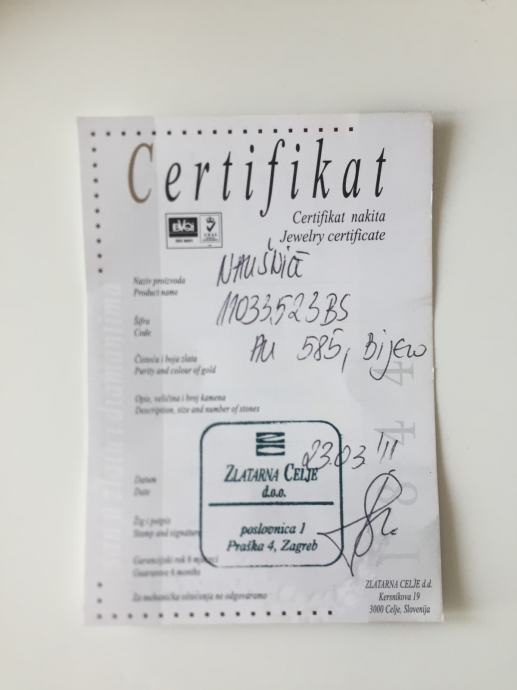 Certifikat
Certifikat nakita
Jewelry certificate
Naziv proizvoda
Product name
NAUŠNICE
Šifra
Code
11033523BS
Čistoća i boja zlata
Purity and colour of gold
AU 585, Bijelo
Opis, veličina i broj kamena
Description, size and number of stones
Datum
Date
23.03.'11
Žig i potpis
Stamp and signature
ZLATARNA CELJE
d.o.o.
poslovnica 1
Praška 4, Zagreb
Garancijski rok 6 mjeseci
Guarantee 6 months
Za mehanička oštećenja ne odgovaramo
ZLATARNA CELJE d.d.
Kersnikova 19
3000 Celje, Slovenija
1844